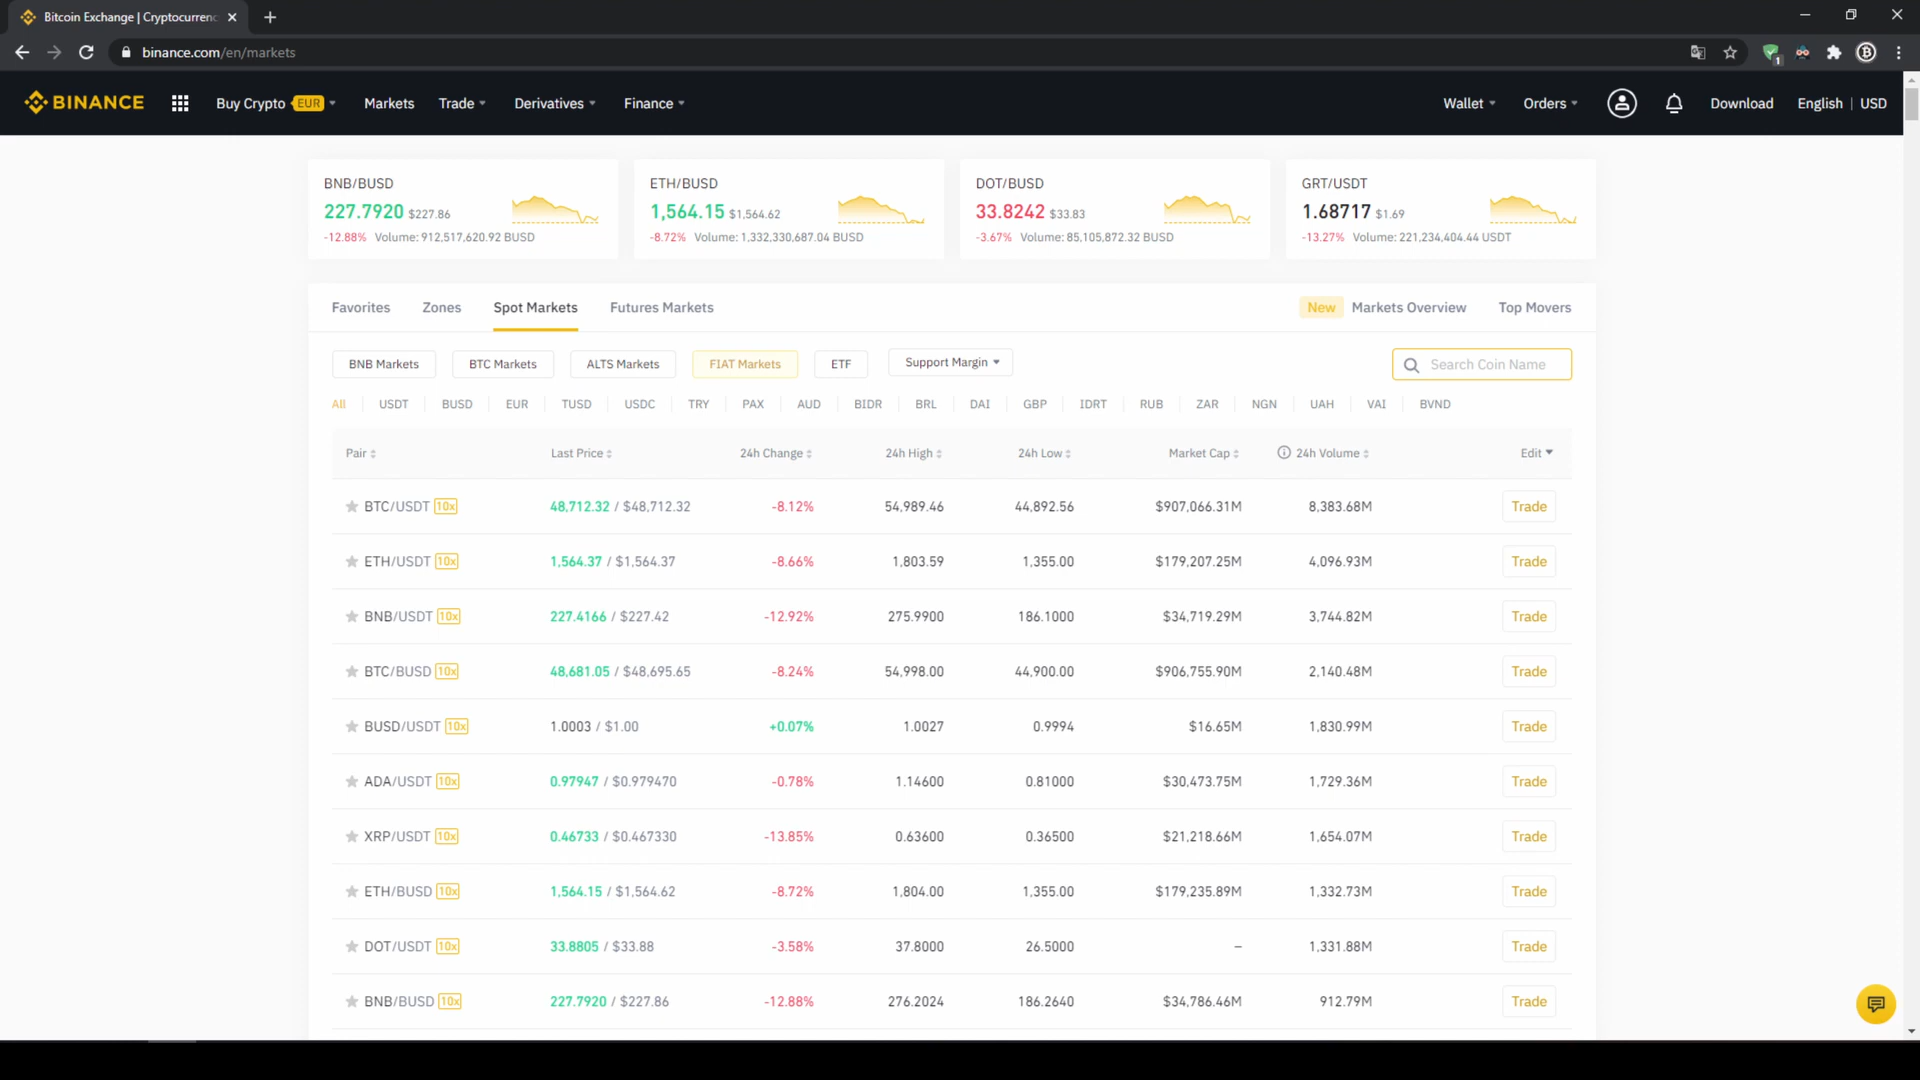 Bitcoin Exchange | Cryptocurrenc
binance.com/en/markets
1
BINANCE Buy Crypto EUR Markets Trade Derivatives Finance Wallet Orders Download English | USD
BNB/BUSD
227.7920 $227.86
-12.88% Volume: 912,517,620.92 BUSD
ETH/BUSD
1,564.15 $1,564.62
-8.72% Volume: 1,332,330,687.04 BUSD
DOT/BUSD
33.8242 $33.83
-3.67% Volume: 85,105,872.32 BUSD
GRT/USDT
1.68717 $1.69
-13.27% Volume: 221,234,404.44 USDT
Favorites Zones Spot Markets Futures Markets New Markets Overview Top Movers
BNB Markets BTC Markets ALTS Markets FIAT Markets ETF Support Margin Search Coin Name
All USDT BUSD EUR TUSD USDC TRY PAX AUD BIDR BRL DAI GBP IDRT RUB ZAR NGN UAH VAI BVND
Pair Last Price 24h Change 24h High 24h Low Market Cap 24h Volume Edit
BTC/USDT 10x 48,712.32 / $48,712.32 -8.12% 54,989.46 44,892.56 $907,066.31M 8,383.68M Trade
ETH/USDT 10x 1,564.37 / $1,564.37 -8.66% 1,803.59 1,355.00 $179,207.25M 4,096.93M Trade
BNB/USDT 10x 227.4166 / $227.42 -12.92% 275.9900 186.1000 $34,719.29M 3,744.82M Trade
BTC/BUSD 10x 48,681.05 / $48,695.65 -8.24% 54,998.00 44,900.00 $906,755.90M 2,140.48M Trade
BUSD/USDT 10x 1.0003 / $1.00 +0.07% 1.0027 0.9994 $16.65M 1,830.99M Trade
ADA/USDT 10x 0.97947 / $0.979470 -0.78% 1.14600 0.81000 $30,473.75M 1,729.36M Trade
XRP/USDT 10x 0.46733 / $0.467330 -13.85% 0.63600 0.36500 $21,218.66M 1,654.07M Trade
ETH/BUSD 10x 1,564.15 / $1,564.62 -8.72% 1,804.00 1,355.00 $179,235.89M 1,332.73M Trade
DOT/USDT 10x 33.8805 / $33.88 -3.58% 37.8000 26.5000 – 1,331.88M Trade
BNB/BUSD 10x 227.7920 / $227.86 -12.88% 276.2024 186.2640 $34,786.46M 912.79M Trade